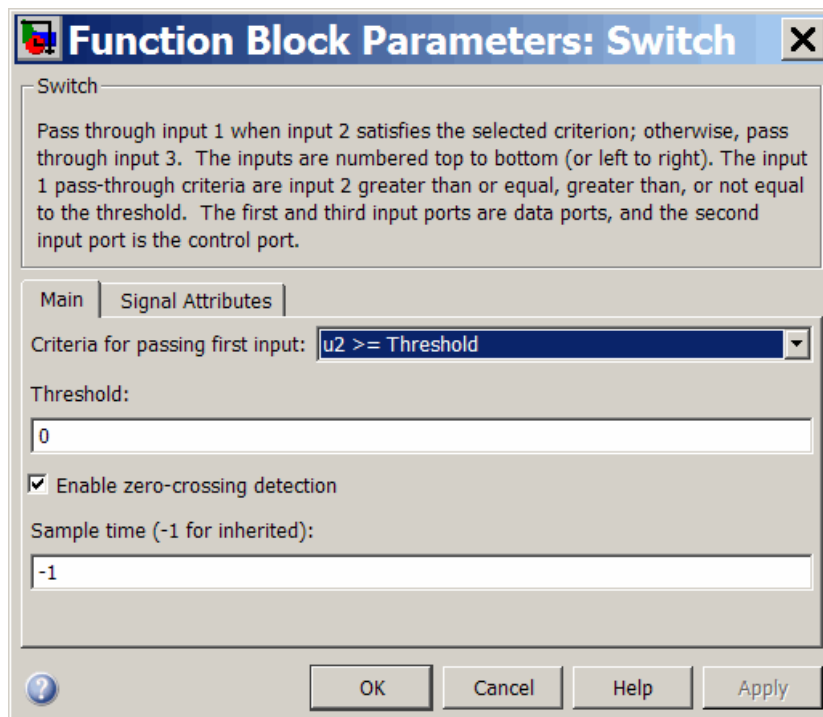 Function Block Parameters: Switch
Switch
Pass through input 1 when input 2 satisfies the selected criterion; otherwise, pass
through input 3.  The inputs are numbered top to bottom (or left to right). The input
1 pass-through criteria are input 2 greater than or equal, greater than, or not equal
to the threshold.  The first and third input ports are data ports, and the second
input port is the control port.
Main Signal Attributes
Criteria for passing first input: u2 >= Threshold
Threshold:
0
Enable zero-crossing detection
Sample time (-1 for inherited):
-1
OK Cancel Help Apply